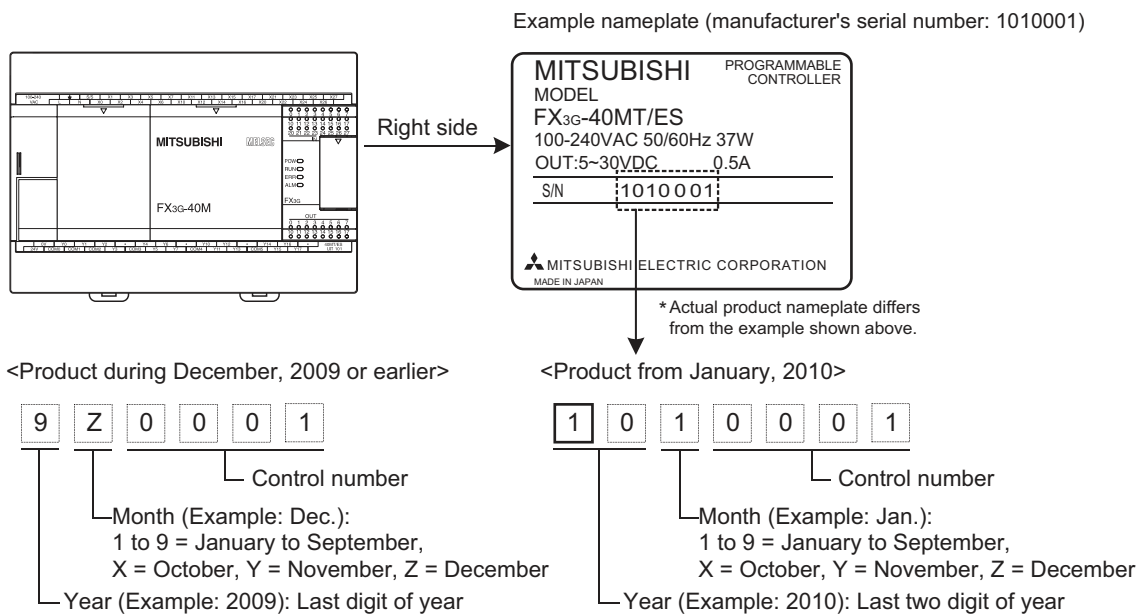 Example nameplate (manufacturer's serial number: 1010001)
MITSUBISHI
MELSEC
POW
RUN
ERR
ALM
FX3G-40M
FX3G
IN
OUT
Right side
MITSUBISHI PROGRAMMABLE
CONTROLLER
MODEL
FX3G-40MT/ES
100-240VAC 50/60Hz 37W
OUT:5~30VDC 0.5A
S/N 1010001
MITSUBISHI ELECTRIC CORPORATION
MADE IN JAPAN
* Actual product nameplate differs
from the example shown above.
<Product during December, 2009 or earlier>
9 Z 0 0 0 1
Control number
Month (Example: Dec.):
1 to 9 = January to September,
X = October, Y = November, Z = December
Year (Example: 2009): Last digit of year
<Product from January, 2010>
1 0 1 0 0 0 1
Control number
Month (Example: Jan.):
1 to 9 = January to September,
X = October, Y = November, Z = December
Year (Example: 2010): Last two digit of year